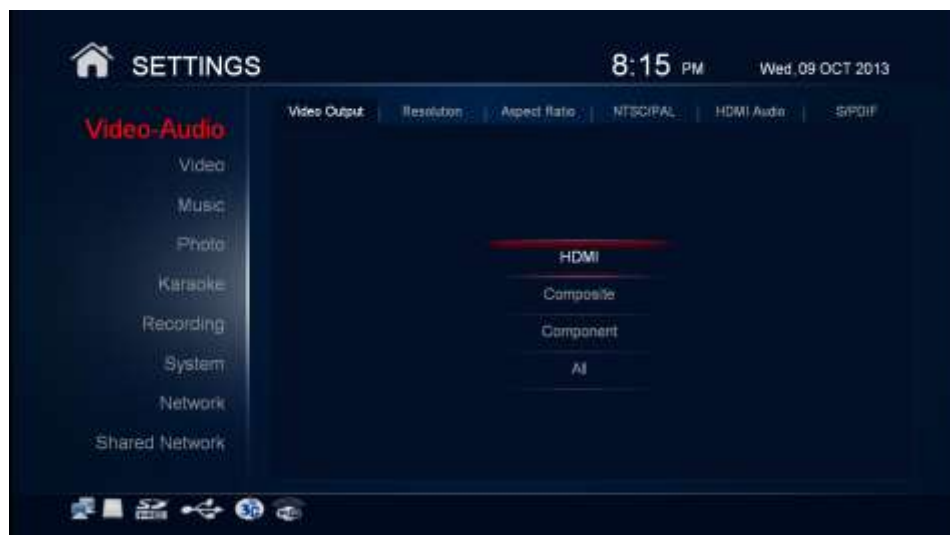 SETTINGS
8:15 PM
Wed,09 OCT 2013
Video Output | Resolution | Aspect Ratio | NTSC/PAL | HDMI Audio | S/PDIF
Video-Audio
Video
Music
Photo
Karaoke
Recording
System
Network
Shared Network
HDMI
Composite
Component
All